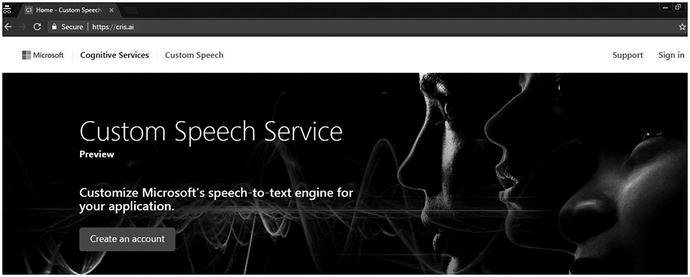 Home - Custom Speech
Secure | https://cris.ai
Microsoft Cognitive Services Custom Speech Support Sign in
Custom Speech Service
Preview
Customize Microsoft's speech-to-text engine for
your application.
Create an account